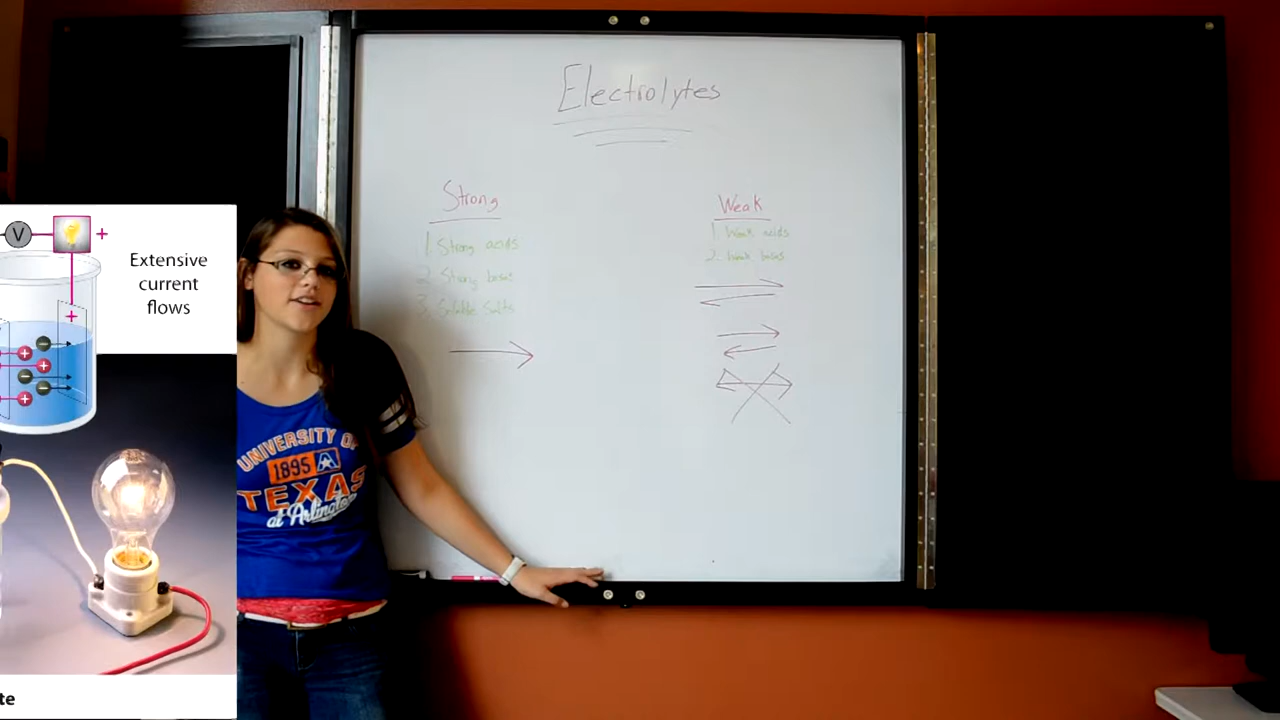 Electrolytes
Strong
1. Strong acids
2. Strong bases
3. Soluble Salts
Weak
1. Weak acids
2. Weak bases
V
+
Extensive
current
flows
+
te
UNIVERSITY OF
1895 A
TEXAS
at Arlington